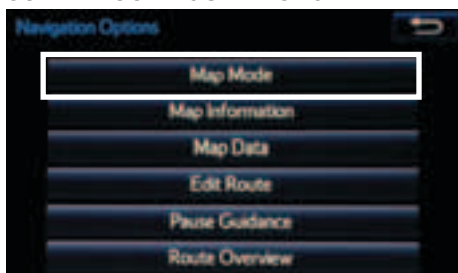 Navigation Options
Map Mode
Map Information
Map Data
Edit Route
Pause Guidance
Route Overview